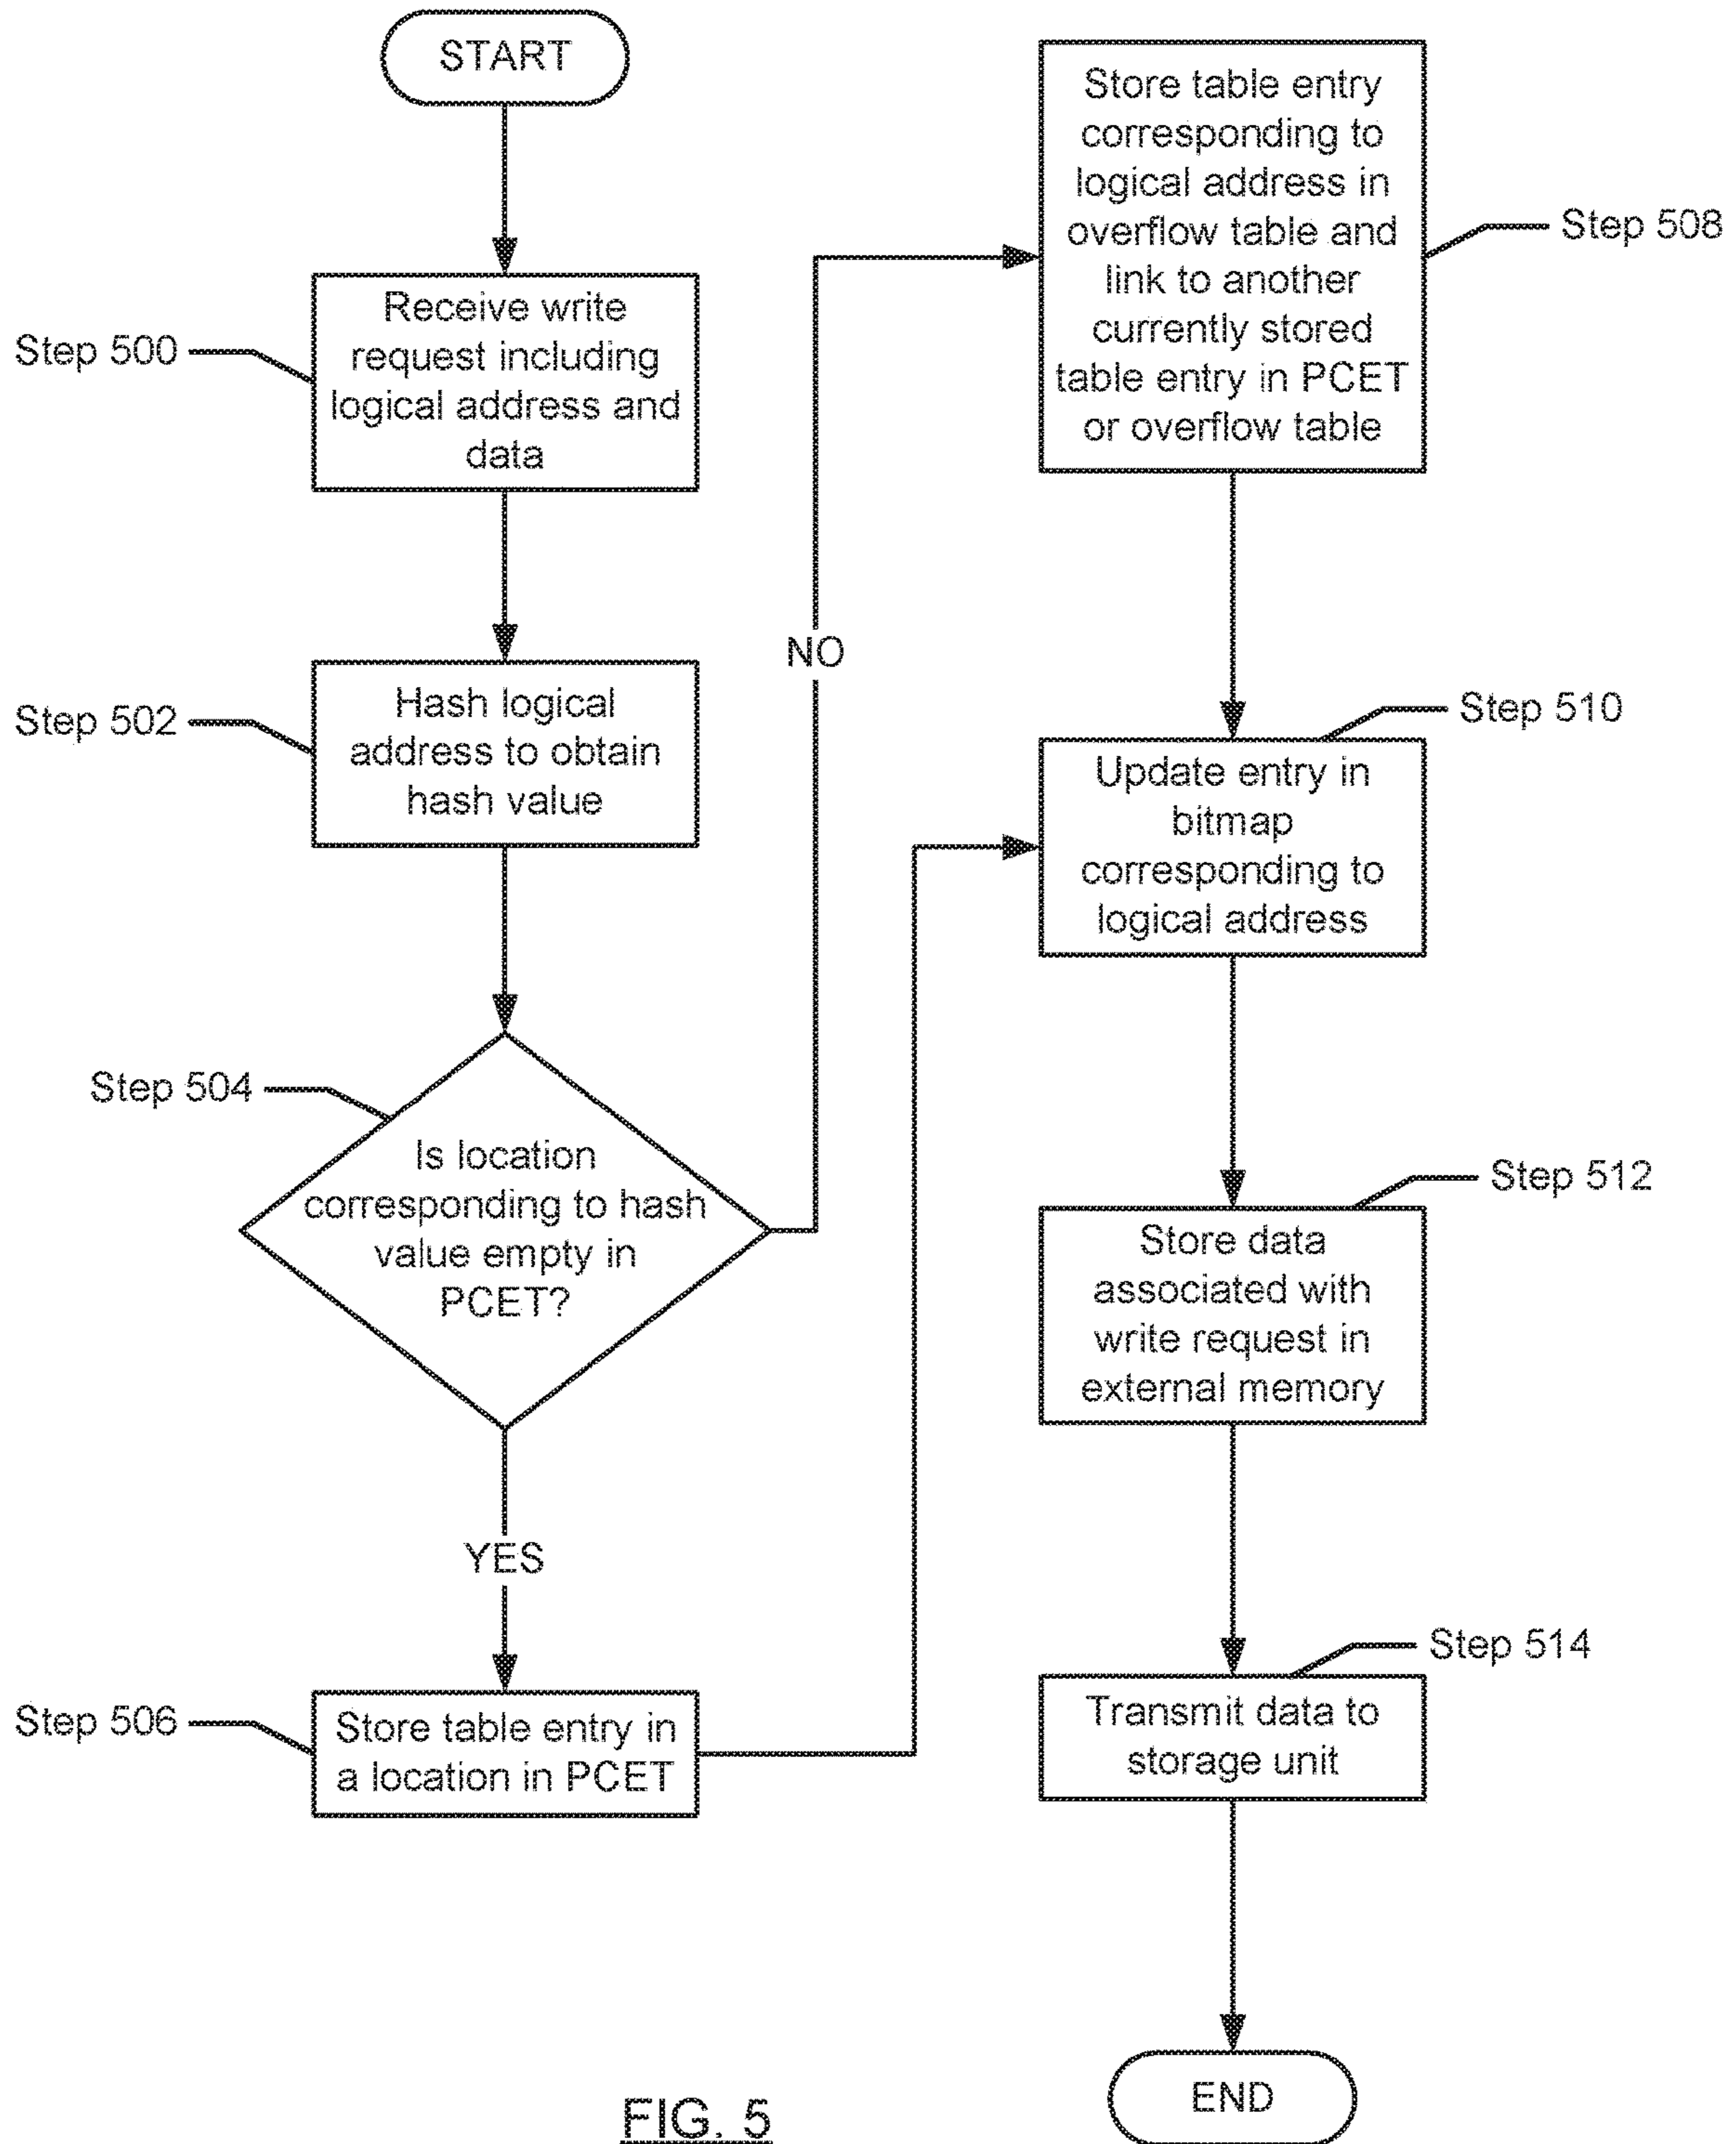 START
Step 500
Receive write
request including
logical address and
data
Step 502
Hash logical
address to obtain
hash value
Step 504
Is location
corresponding to hash
value empty in
PCET?
NO
YES
Step 506
Store table entry in
a location in PCET
Store table entry
corresponding to
logical address in
overflow table and
link to another
currently stored
table entry in PCET
or overflow table
Step 508
Step 510
Update entry in
bitmap
corresponding to
logical address
Step 512
Store data
associated with
write request in
external memory
Step 514
Transmit data to
storage unit
END
FIG. 5